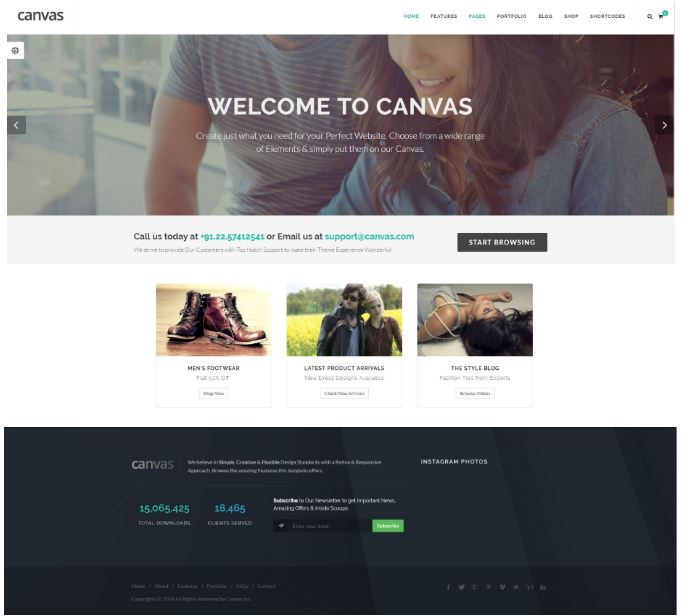 canvas
HOME FEATURES PAGES PORTFOLIO BLOG SHOP SHORTCODES
WELCOME TO CANVAS
Create just what you need for your Perfect Website. Choose from a wide range
of Elements & simply put them on our Canvas.
Call us today at +91.22.57412541 or Email us at support@canvas.com
START BROWSING
We strive to provide Our Customers with Top Notch Support to make their Theme Experience Wonderful
MEN'S FOOTWEAR
Flat 50% Off
Shop Now
LATEST PRODUCT ARRIVALS
New Dress Designs Available
Check New Arrivals
THE STYLE BLOG
Fashion Tips from Experts
Browse Videos
canvas
We believe in Simple, Creative & Flexible Design Standards with a Retina & Responsive
Approach. Browse the amazing Features this template offers.
INSTAGRAM PHOTOS
15,065,425
TOTAL DOWNLOADS
18,465
CLIENTS SERVED
Subscribe to Our Newsletter to get Important News,
Amazing Offers & Inside Scoops:
Enter your Email
Subscribe
Home / About / Features / Portfolio / FAQs / Contact
Copyrights © 2014 All Rights Reserved by Canvas Inc.